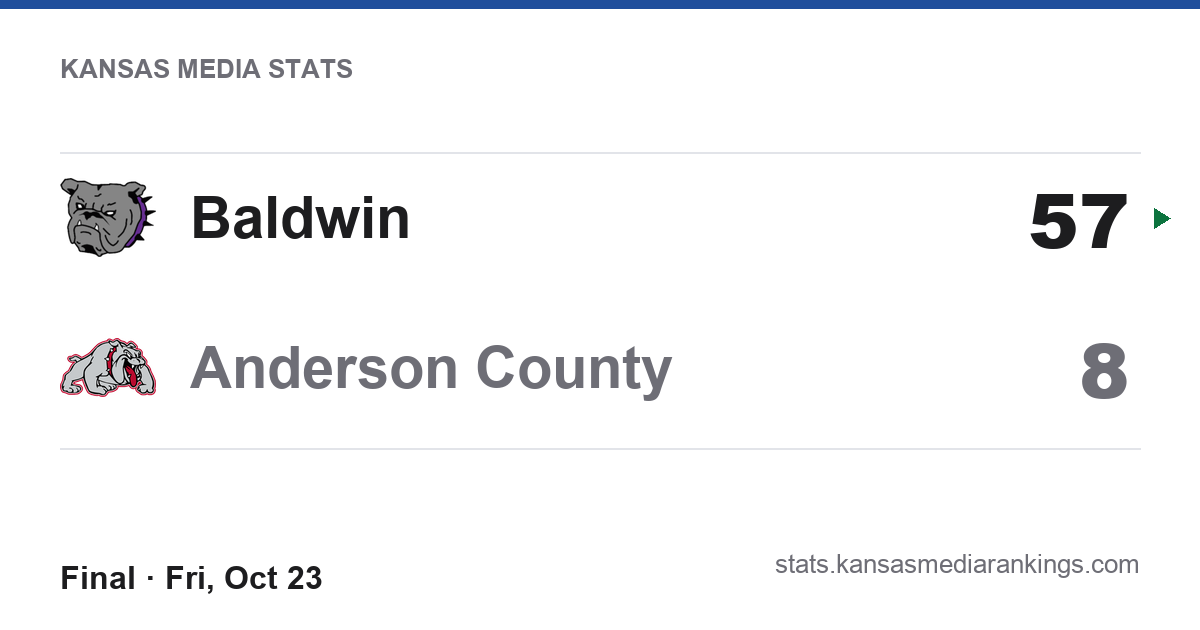 KANSAS MEDIA STATS
Baldwin 57
Anderson County 8
Final · Fri, Oct 23
stats.kansasmediarankings.com